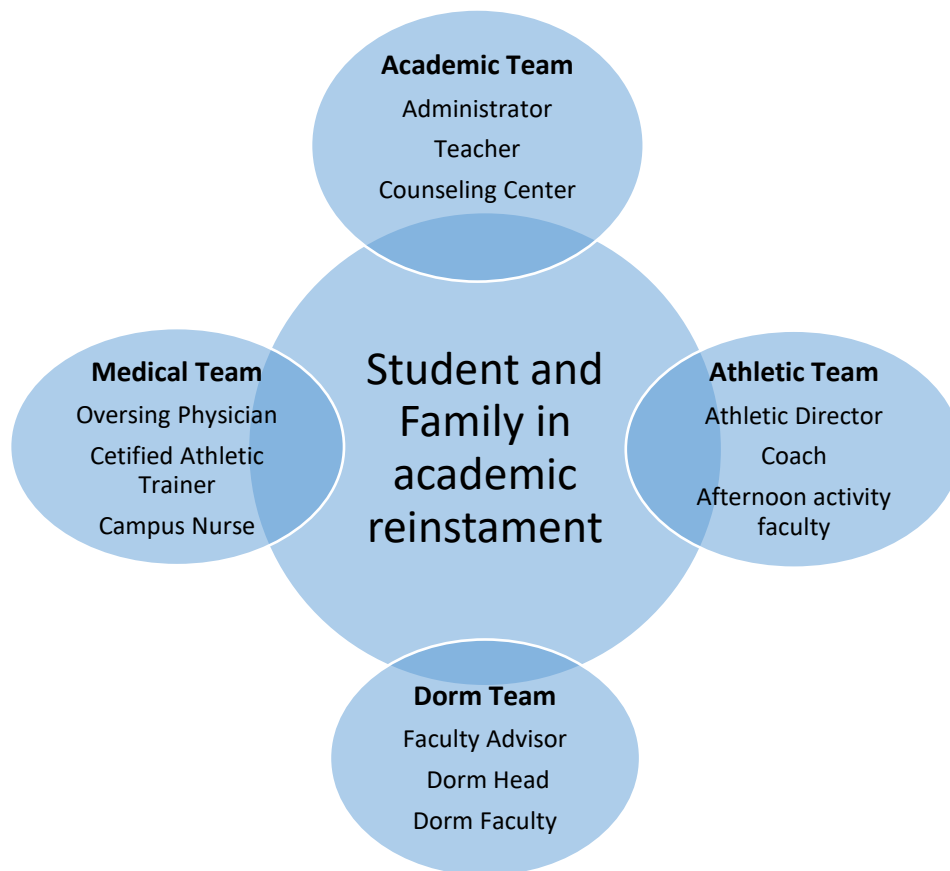 Academic Team
Administrator
Teacher
Counseling Center
Medical Team
Oversing Physician
Cetified Athletic
Trainer
Campus Nurse
Student and
Family in
academic
reinstament
Athletic Team
Athletic Director
Coach
Afternoon activity
faculty
Dorm Team
Faculty Advisor
Dorm Head
Dorm Faculty